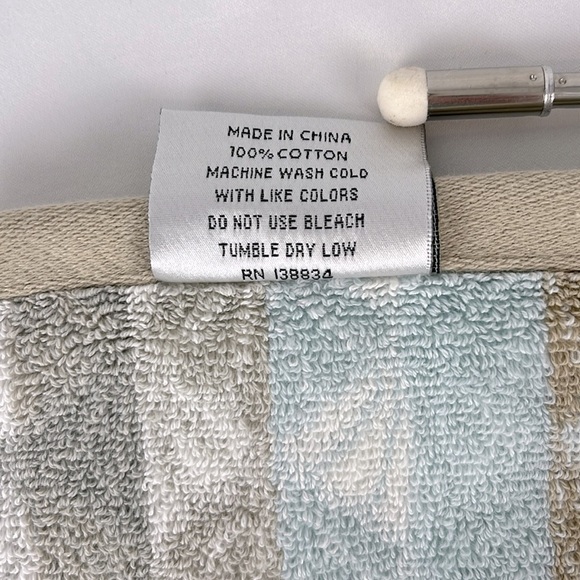 MADE IN CHINA
100% COTTON
MACHINE WASH COLD
WITH LIKE COLORS
DO NOT USE BLEACH
TUMBLE DRY LOW
RN 138834